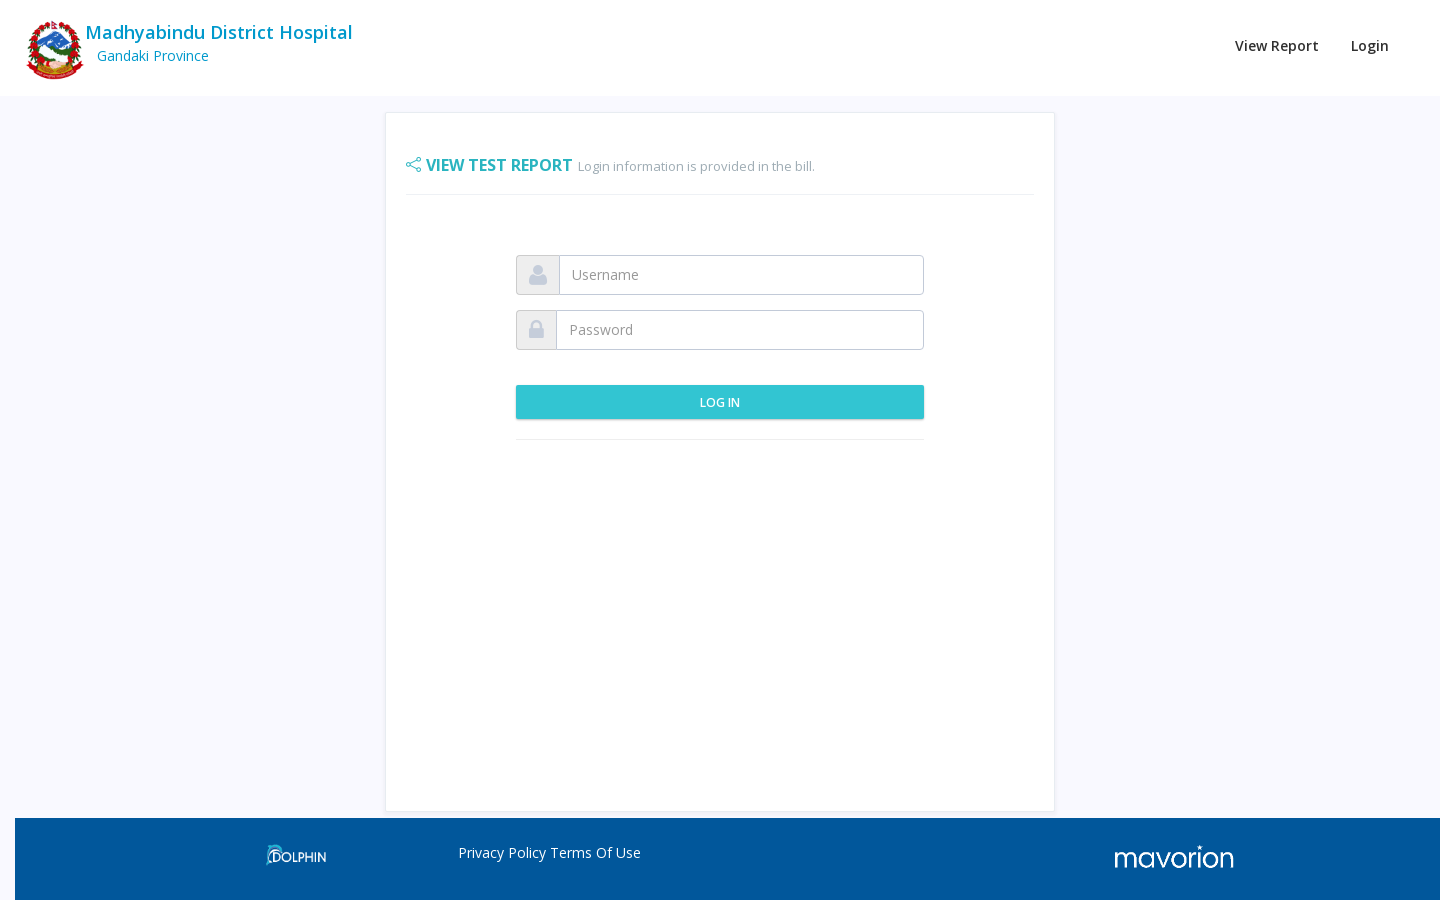 Madhyabindu District Hospital
Gandaki Province
View Report
Login
VIEW TEST REPORT Login information is provided in the bill.
Username
Password
LOG IN
DOLPHIN
Privacy Policy Terms Of Use
mavorion